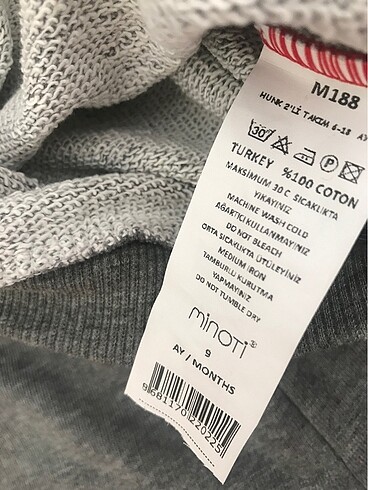 M188
HUNK 2'Lİ TAKIM 6-18 AY
30
TURKEY %100 COTON
MAKSIMUM 30 C SICAKLIKTA
YIKAYINIZ
MACHINE WASH COLD
AĞARTICI KULLANMAYINIZ
DO NOT BLEACH
ORTA SICAKLIKTA ÜTÜLEYİNİZ
MEDIUM IRON
TAMBURLU KURUTMA
YAPMAYINIZ
DO NOT TUMBLE DRY
minoti®
9
AY / MONTHS
8681170220225